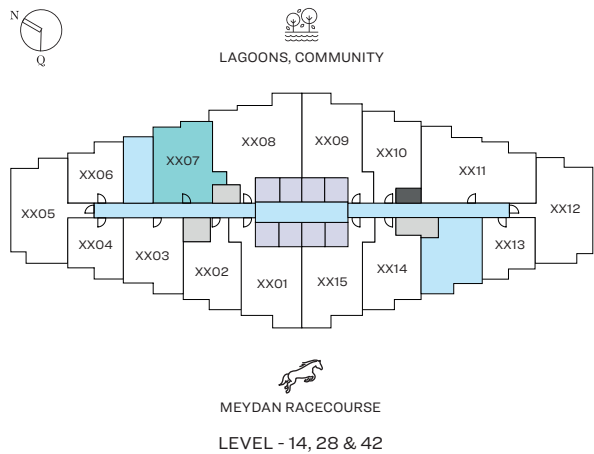 N
Q
LAGOONS, COMMUNITY
XX08
XX09
XX07
XX10
XX06
XX11
XX05
XX12
XX04
XX03
XX13
XX02
XX14
XX01
XX15
MEYDAN RACECOURSE
LEVEL - 14, 28 & 42